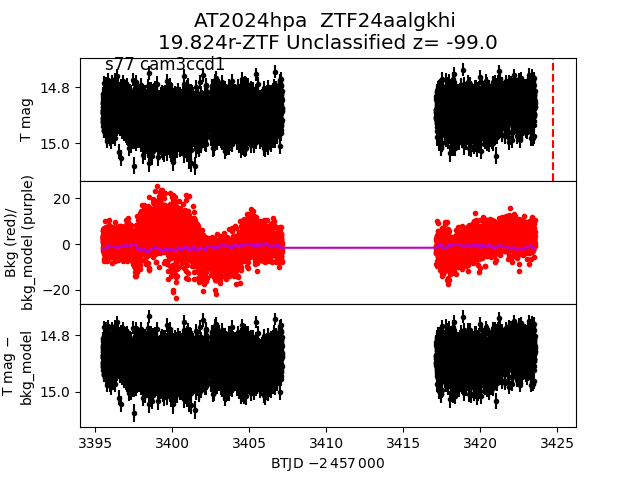 AT2024hpa  ZTF24aalgkhi
19.824r-ZTF Unclassified z= -99.0
s77 cam3ccd1
14.8
15.0
T mag
20
0
−20
Bkg (red)/
bkg_model (purple)
14.8
15.0
T mag −
bkg_model
3395
3400
3405
3410
3415
3420
3425
BTJD −2 457 000